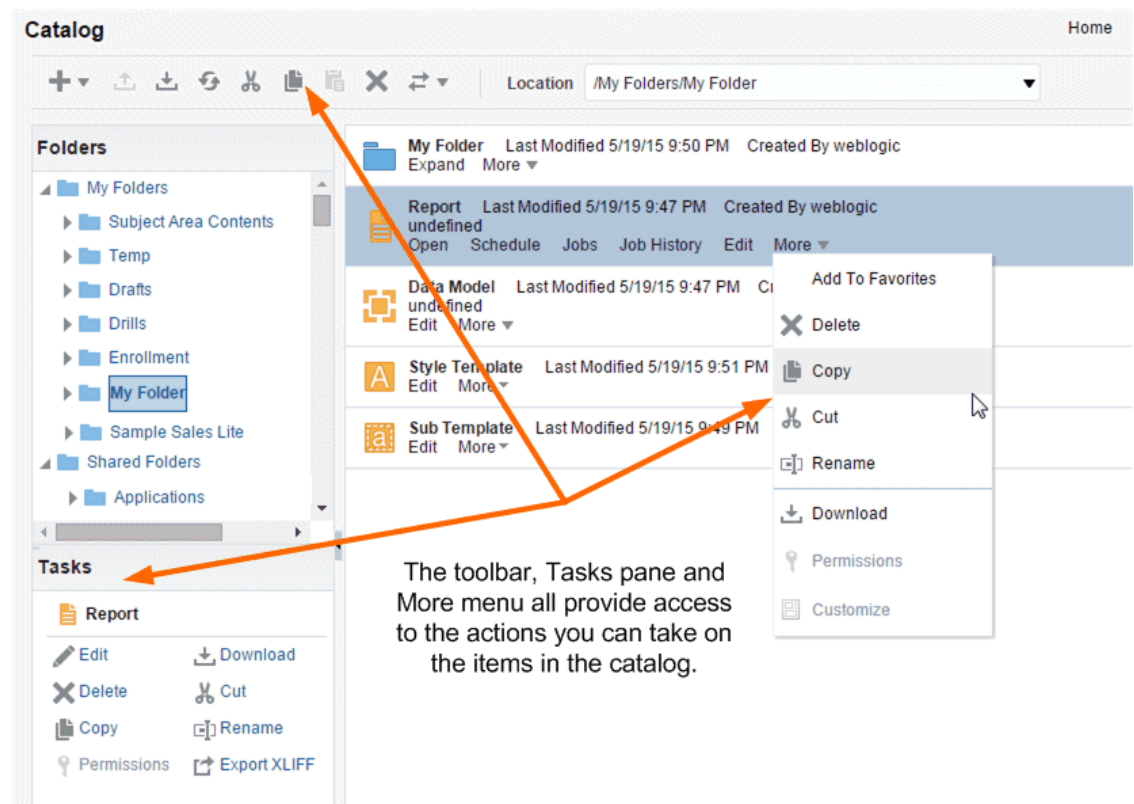 Catalog
Home
Location /My Folders/My Folder
Folders
My Folders
Subject Area Contents
Temp
Drafts
Drills
Enrollment
My Folder
Sample Sales Lite
Shared Folders
Applications
My Folder Last Modified 5/19/15 9:50 PM Created By weblogic
Expand More
Report Last Modified 5/19/15 9:47 PM Created By weblogic
undefined
Open Schedule Jobs Job History Edit More
Data Model Last Modified 5/19/15 9:47 PM
undefined
Edit More
Style Template Last Modified 5/19/15 9:51 PM
Edit More
Sub Template Last Modified 5/19/15 9:49 PM
Edit More
Add To Favorites
Delete
Copy
Cut
Rename
Download
Permissions
Customize
Tasks
Report
Edit Download
Delete Cut
Copy Rename
Permissions Export XLIFF
The toolbar, Tasks pane and
More menu all provide access
to the actions you can take on
the items in the catalog.